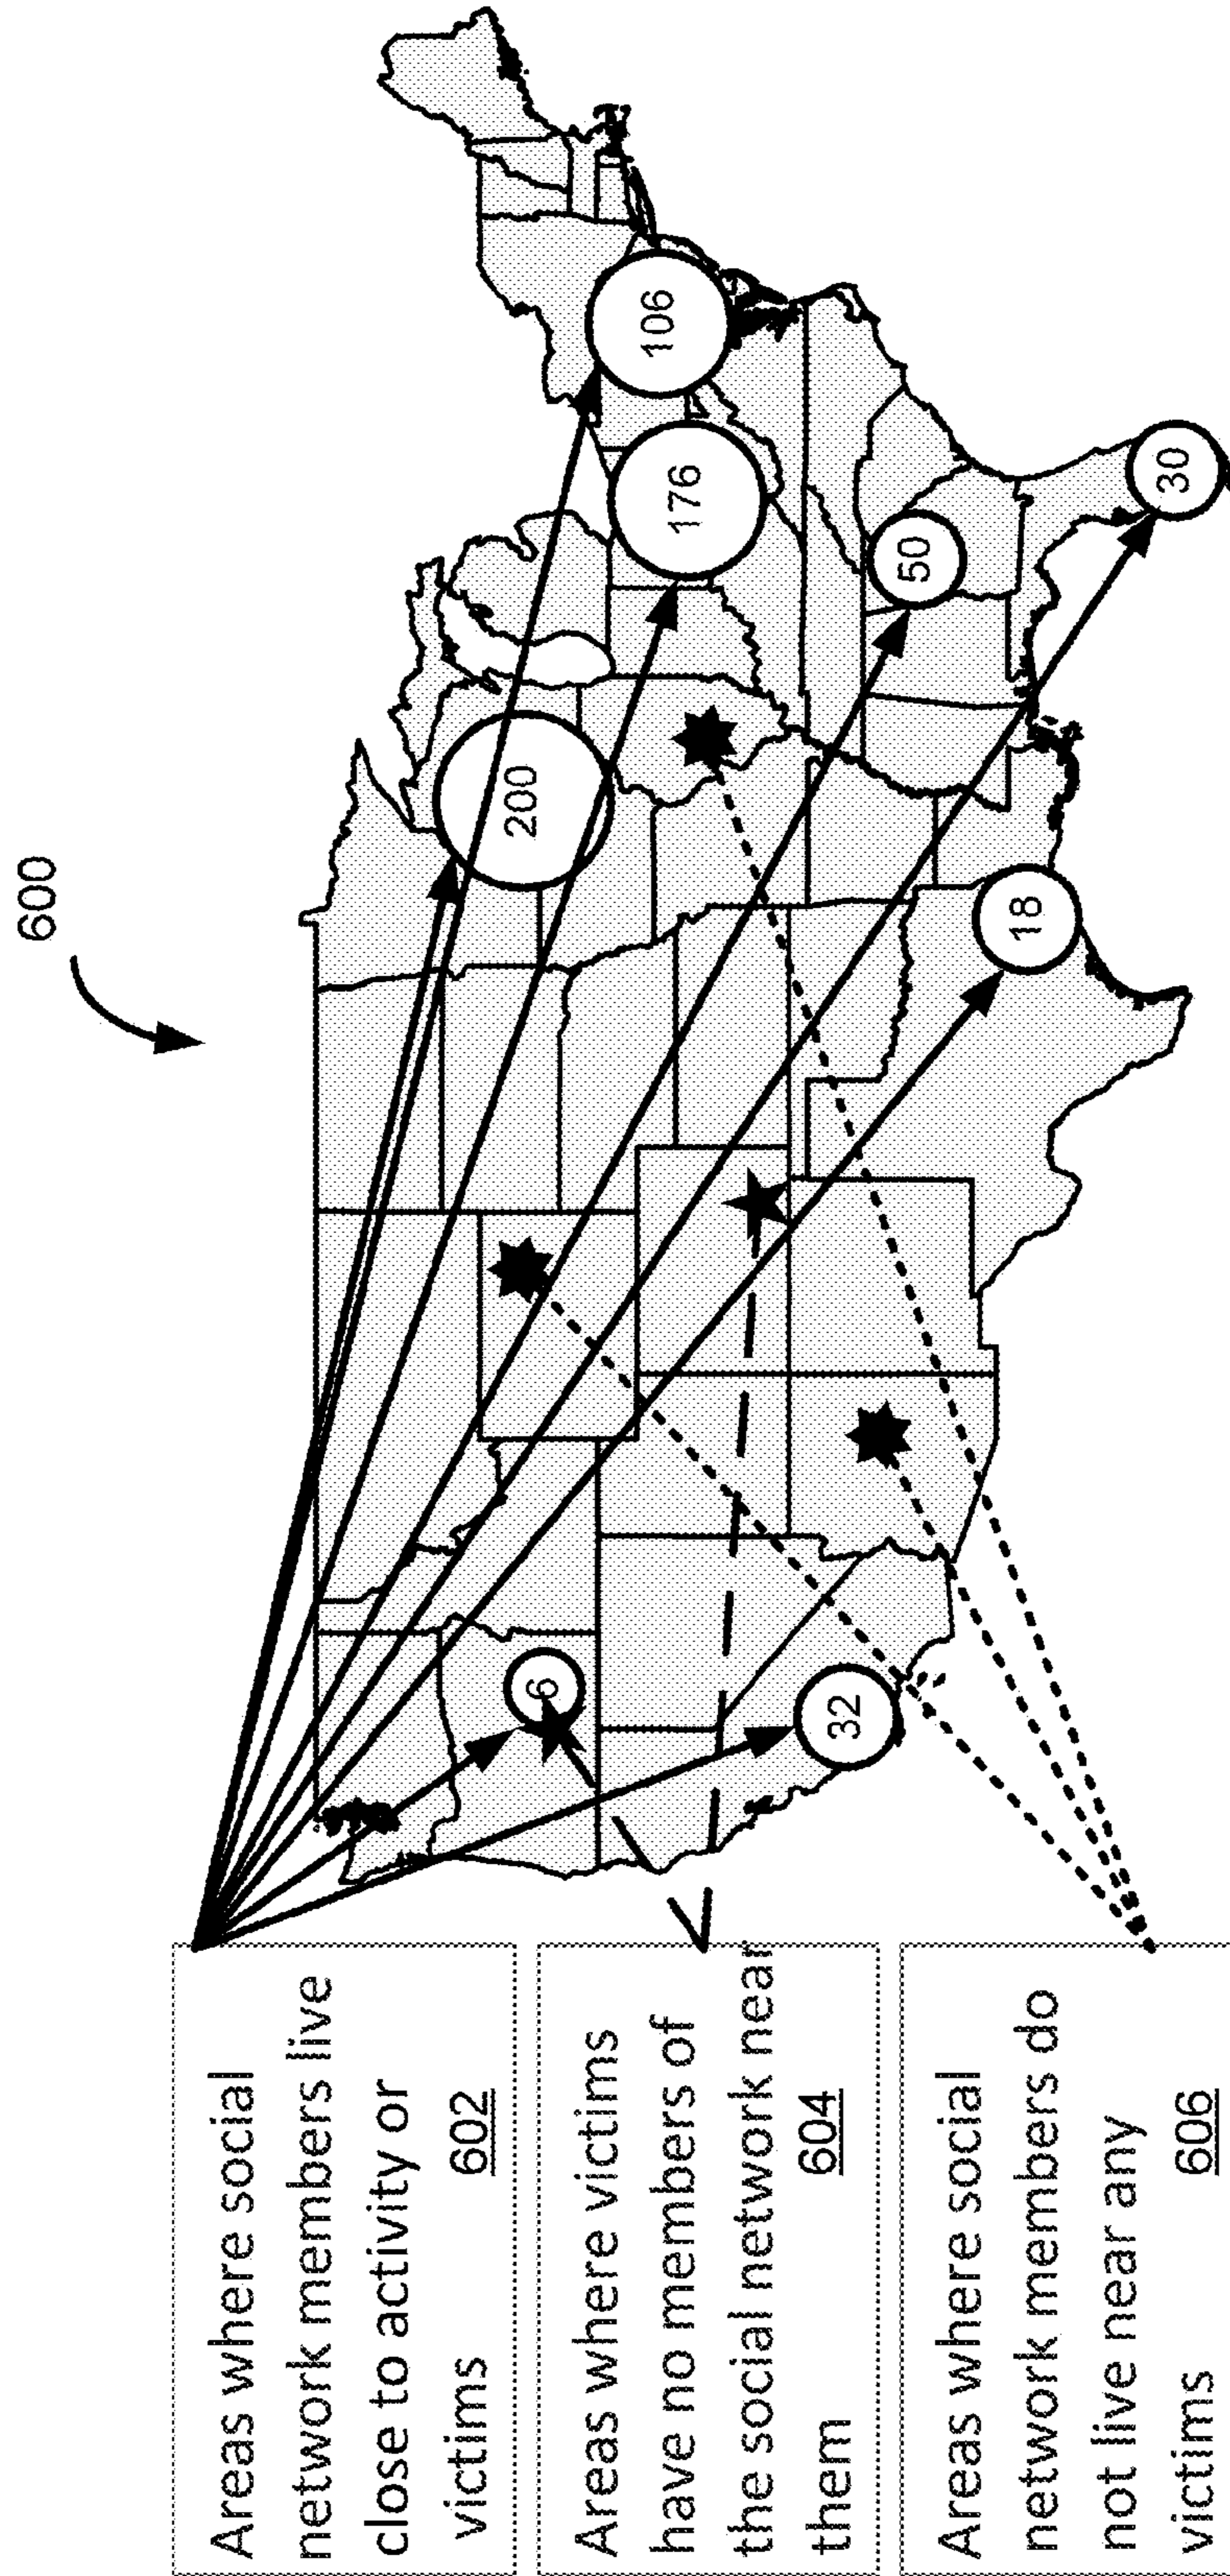 600
Areas where social
network members live
close to activity or
victims 602
Areas where victims
have no members of
the social network near
them 604
Areas where social
network members do
not live near any
victims 606
6
32
200
176
106
50
30
18